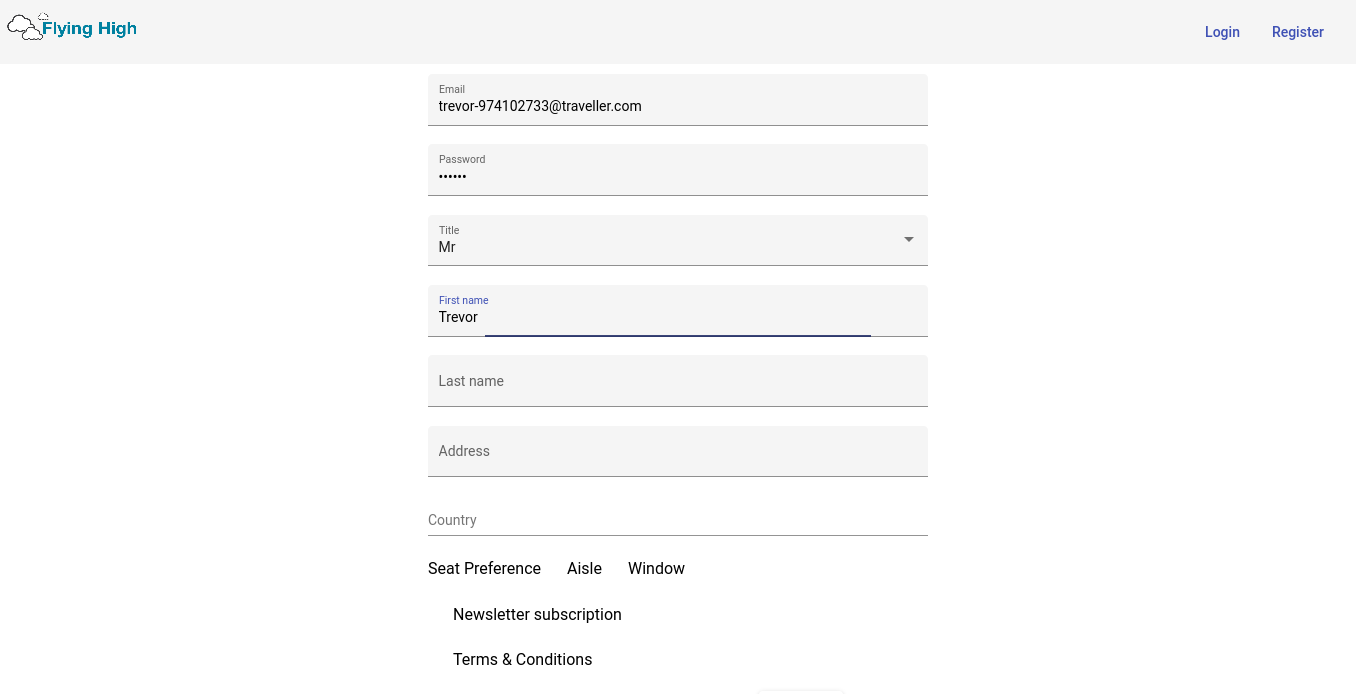 Flying High
Login Register
Email
trevor-974102733@traveller.com
Password
••••••
Title
Mr
First name
Trevor
Last name
Address
Country
Seat Preference Aisle Window
Newsletter subscription
Terms & Conditions